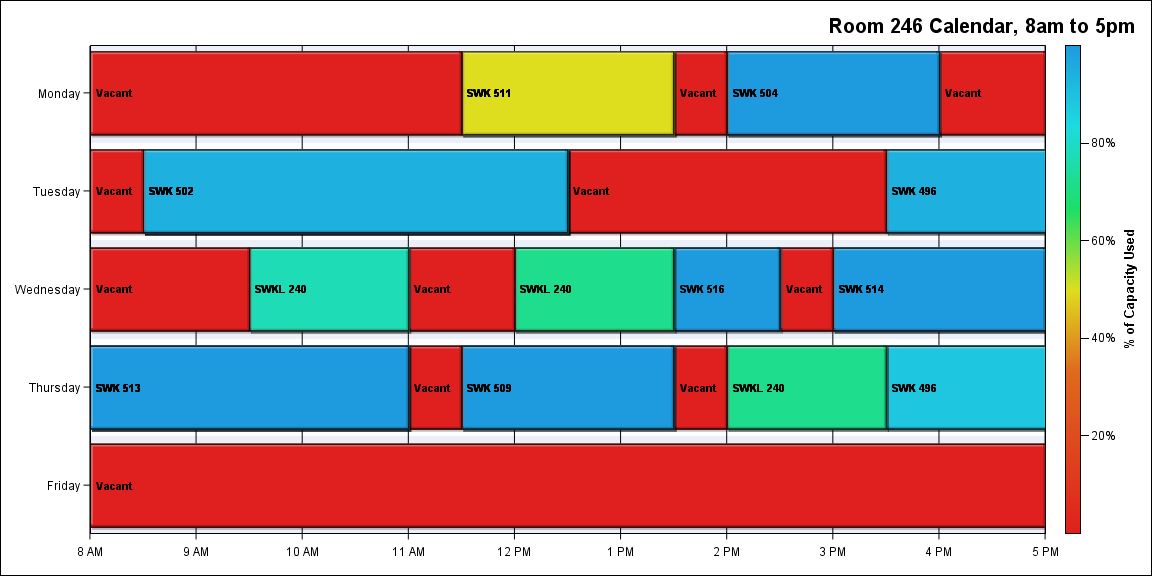 Room 246 Calendar, 8am to 5pm
Monday
Vacant
SWK 511
Vacant
SWK 504
Vacant
Tuesday
Vacant
SWK 502
Vacant
SWK 496
Wednesday
Vacant
SWKL 240
Vacant
SWKL 240
SWK 516
Vacant
SWK 514
Thursday
SWK 513
Vacant
SWK 509
Vacant
SWKL 240
SWK 496
Friday
Vacant
8 AM
9 AM
10 AM
11 AM
12 PM
1 PM
2 PM
3 PM
4 PM
5 PM
80%
60%
40%
20%
% of Capacity Used